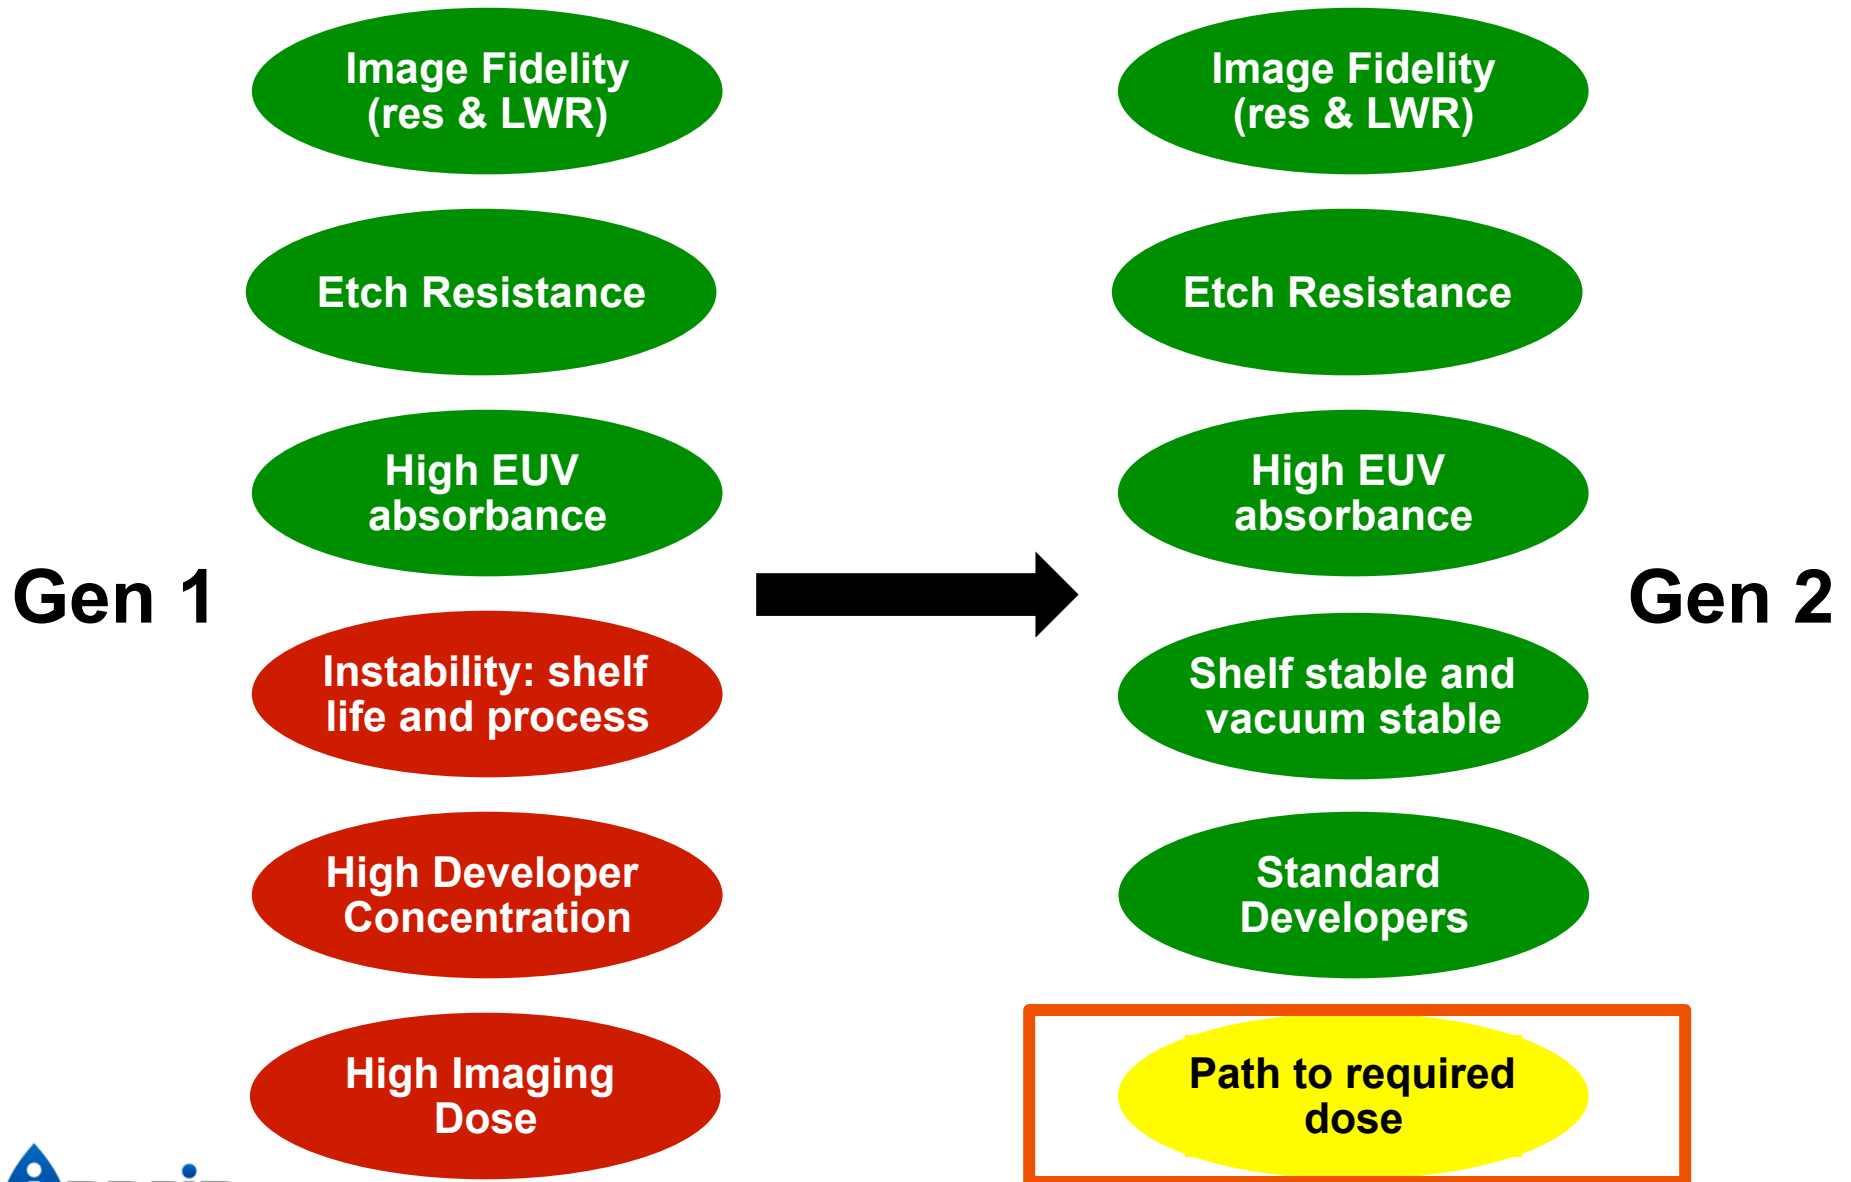 Image Fidelity
(res & LWR)
Etch Resistance
High EUV
absorbance
Gen 1
Instability: shelf
life and process
High Developer
Concentration
High Imaging
Dose
Image Fidelity
(res & LWR)
Etch Resistance
High EUV
absorbance
Gen 2
Shelf stable and
vacuum stable
Standard
Developers
Path to required
dose